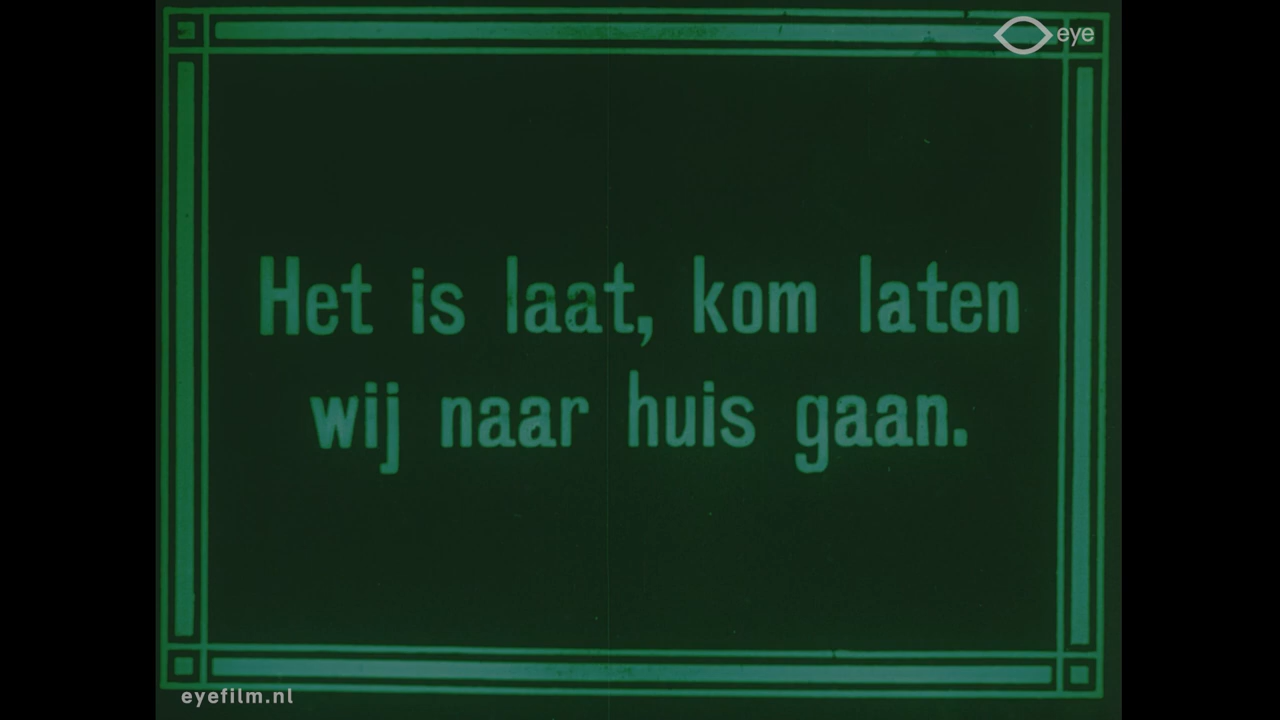 eye
Het is laat, kom laten
wij naar huis gaan.
eyefilm.nl